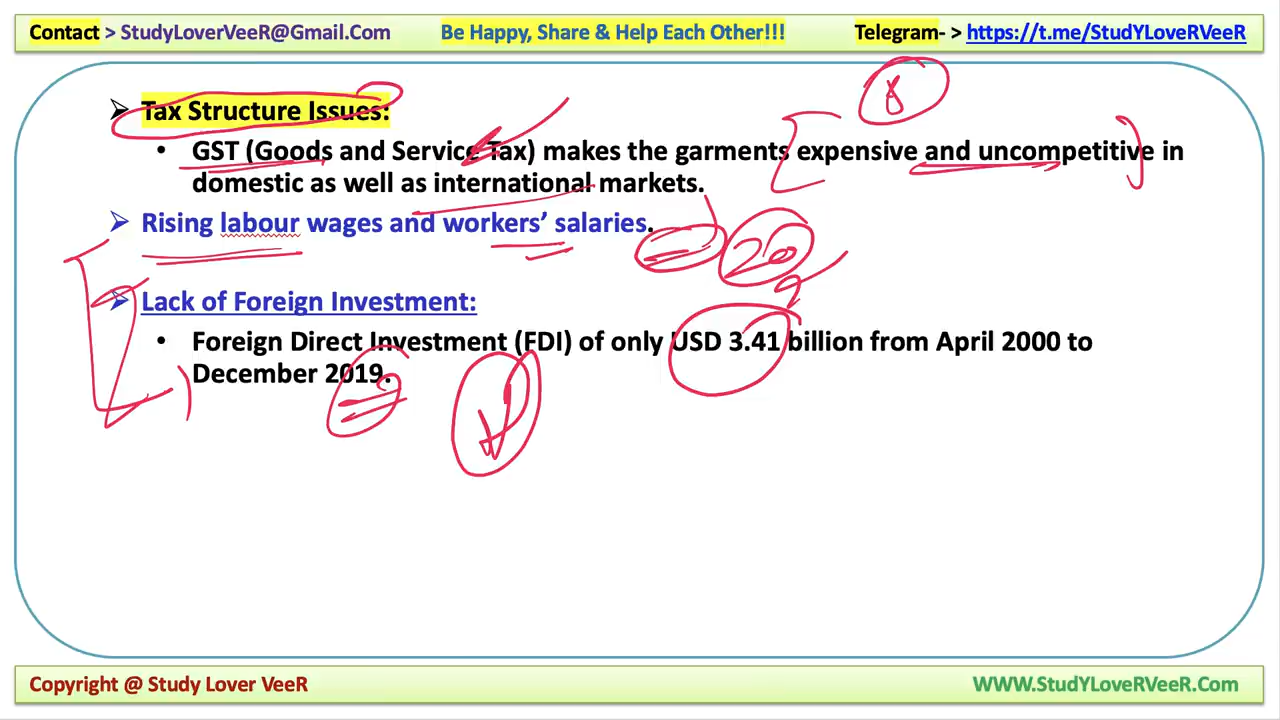 Contact > StudyLoverVeeR@Gmail.Com Be Happy, Share & Help Each Other!!! Telegram- > https://t.me/StudYLoVerVeeR
➢ Tax Structure Issues:
• GST (Goods and Service Tax) makes the garments expensive and uncompetitive in
domestic as well as international markets.
➢ Rising labour wages and workers’ salaries.
➢ Lack of Foreign Investment:
• Foreign Direct Investment (FDI) of only USD 3.41 billion from April 2000 to
December 2019.
Copyright @ Study Lover VeeR WWW.StuDYLoVeRVeeR.Com